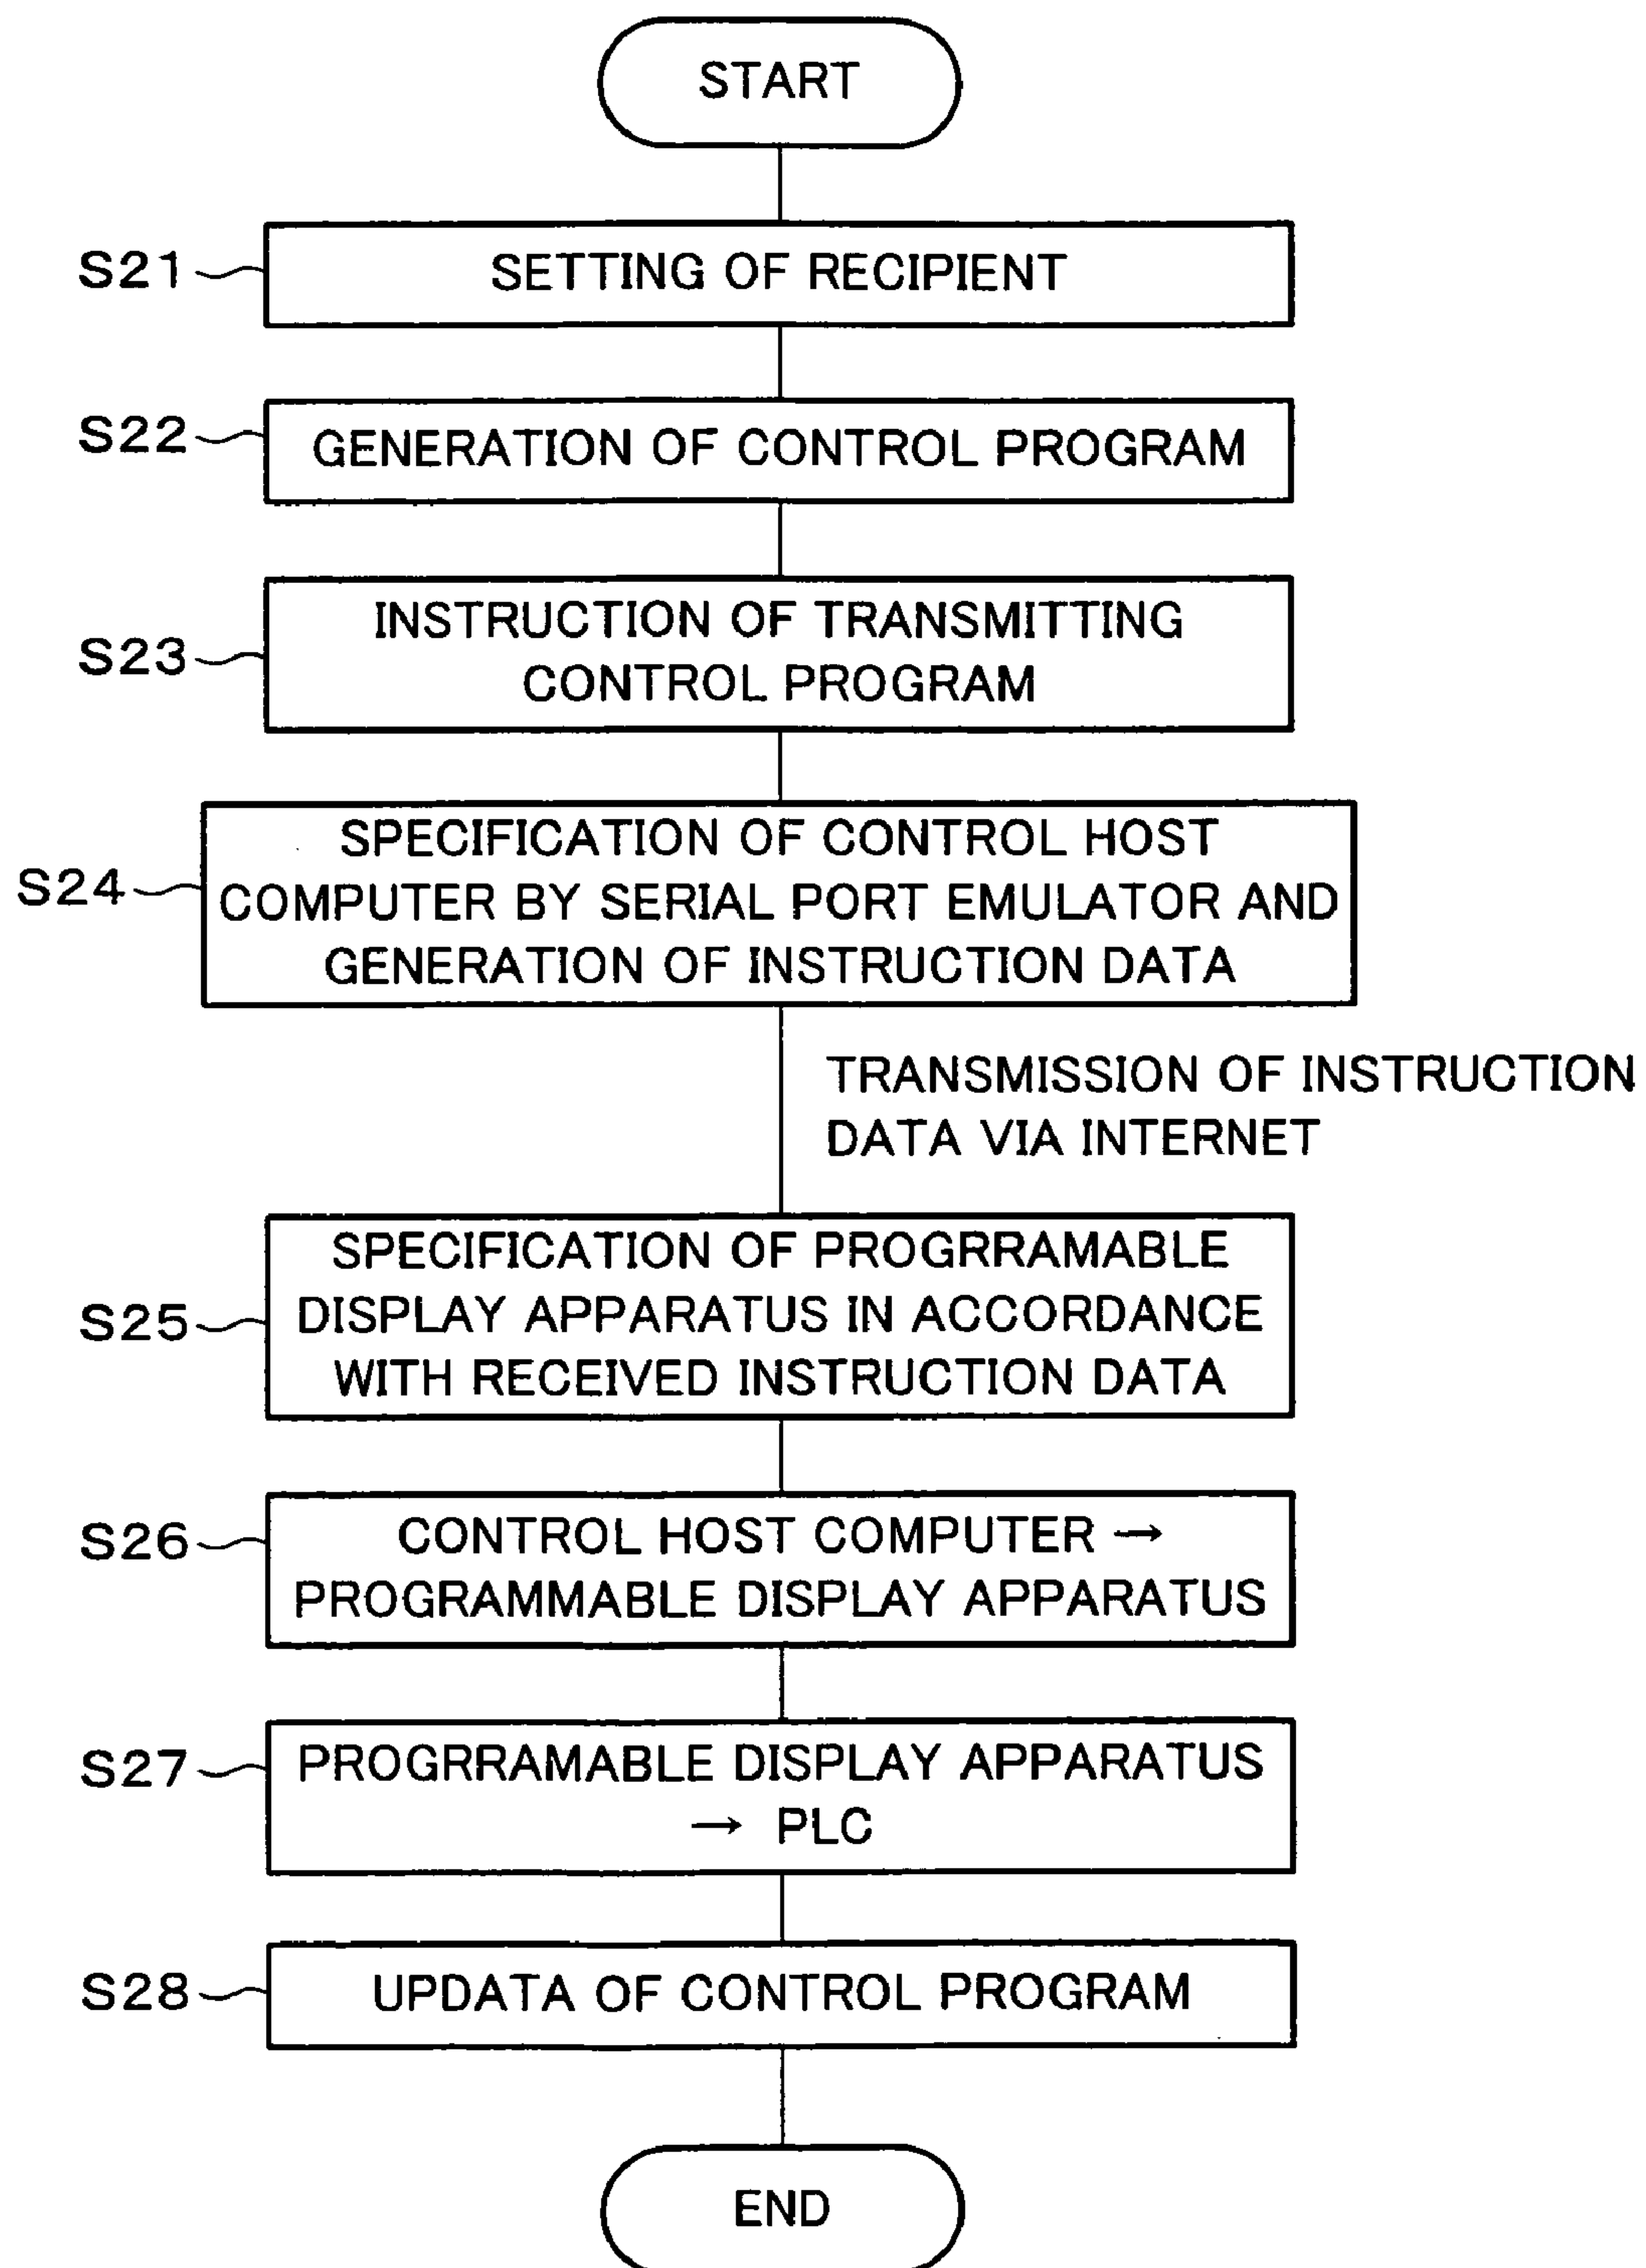 START
S21
SETTING OF RECIPIENT
S22
GENERATION OF CONTROL PROGRAM
S23
INSTRUCTION OF TRANSMITTING
CONTROL PROGRAM
S24
SPECIFICATION OF CONTROL HOST
COMPUTER BY SERIAL PORT EMULATOR AND
GENERATION OF INSTRUCTION DATA
TRANSMISSION OF INSTRUCTION
DATA VIA INTERNET
S25
SPECIFICATION OF PROGRRAMABLE
DISPLAY APPARATUS IN ACCORDANCE
WITH RECEIVED INSTRUCTION DATA
S26
CONTROL HOST COMPUTER →
PROGRAMMABLE DISPLAY APPARATUS
S27
PROGRRAMABLE DISPLAY APPARATUS
→ PLC
S28
UPDATA OF CONTROL PROGRAM
END